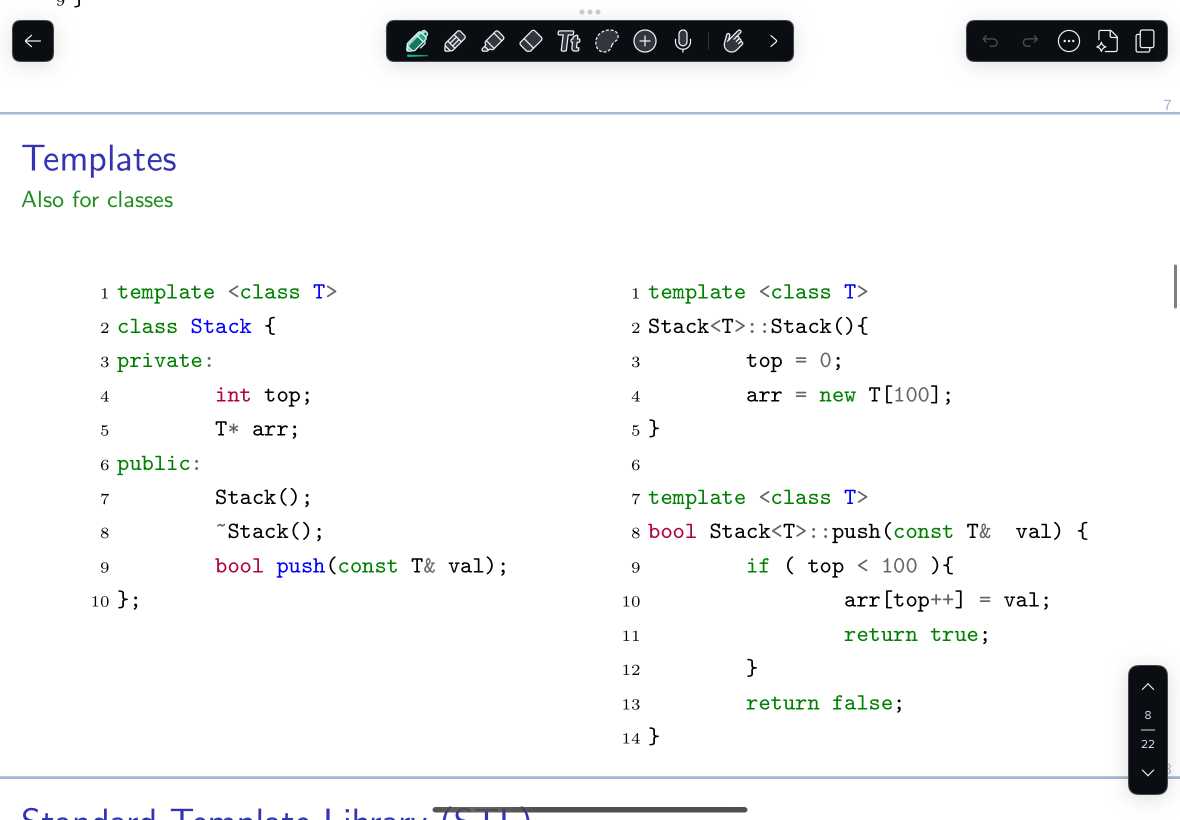 9 }
Tt
7
Templates
Also for classes
1 template <class T>
2 class Stack {
3 private:
4 int top;
5 T* arr;
6 public:
7 Stack();
8 ~Stack();
9 bool push(const T& val);
10 };
1 template <class T>
2 Stack<T>::Stack(){
3 top = 0;
4 arr = new T[100];
5 }
6
7 template <class T>
8 bool Stack<T>::push(const T& val) {
9 if ( top < 100 ){
10 arr[top++] = val;
11 return true;
12 }
13 return false;
14 }
8
22
8
Standard Template Library (STL)